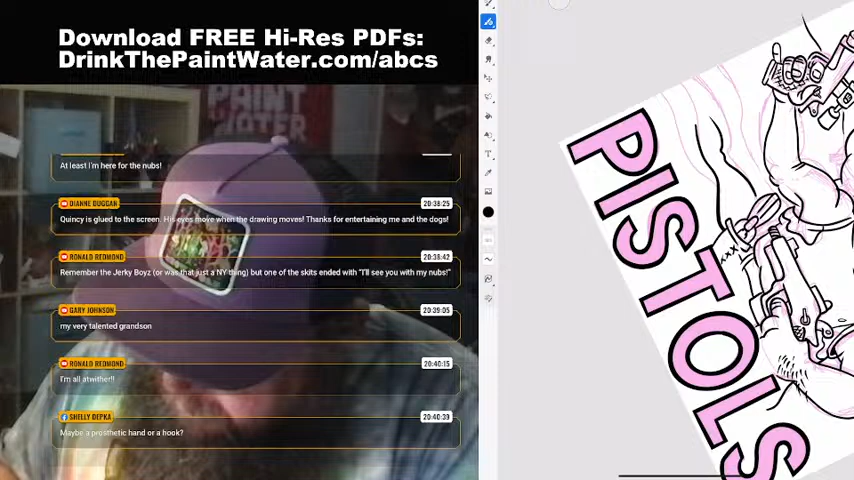 Download FREE Hi-Res PDFs:
DrinkThePaintWater.com/abcs
PAINT
WATER
At least I'm here for the nubs!
DIANNE DUGGAN 20:38:25
Quincy is glued to the screen. His eyes move when the drawing moves! Thanks for entertaining me and the dogs!
RONALD REDMOND 20:38:42
Remember the Jerky Boyz (or was that just a NY thing) but one of the skits ended with "I'll see you with my nubs!"
GARY JOHNSON 20:39:05
my very talented grandson
RONALD REDMOND 20:40:15
I'm all atwither!!
SHELLY DEPKA 20:40:39
Maybe a prosthetic hand or a hook?
PISTOLS